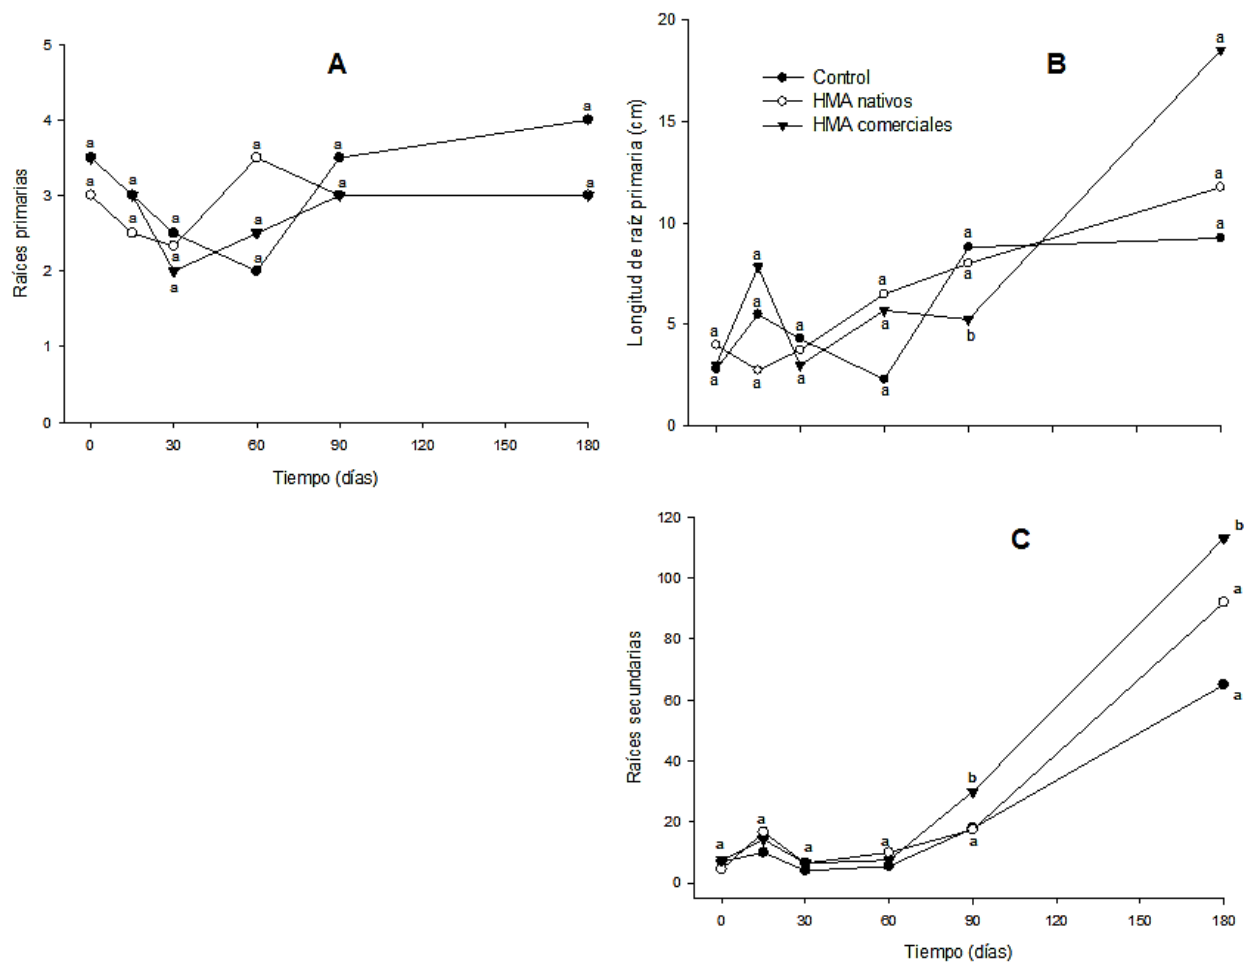 A
5
4
3
2
1
0
Raíces primarias
a
a
a
a
a
a
a
a
a
a
a
a
a
a
0 30 60 90 120 150 180
Tiempo (días)
B
20
15
10
5
0
Longitud de raíz primaria (cm)
Control
HMA nativos
HMA comerciales
a
a
a
a
a
a
a
a
a
a
a
a
b
a
a
a
C
120
100
80
60
40
20
0
Raíces secundarias
a
a
a
a
b
a
b
a
a
0 30 60 90 120 150 180
Tiempo (días)